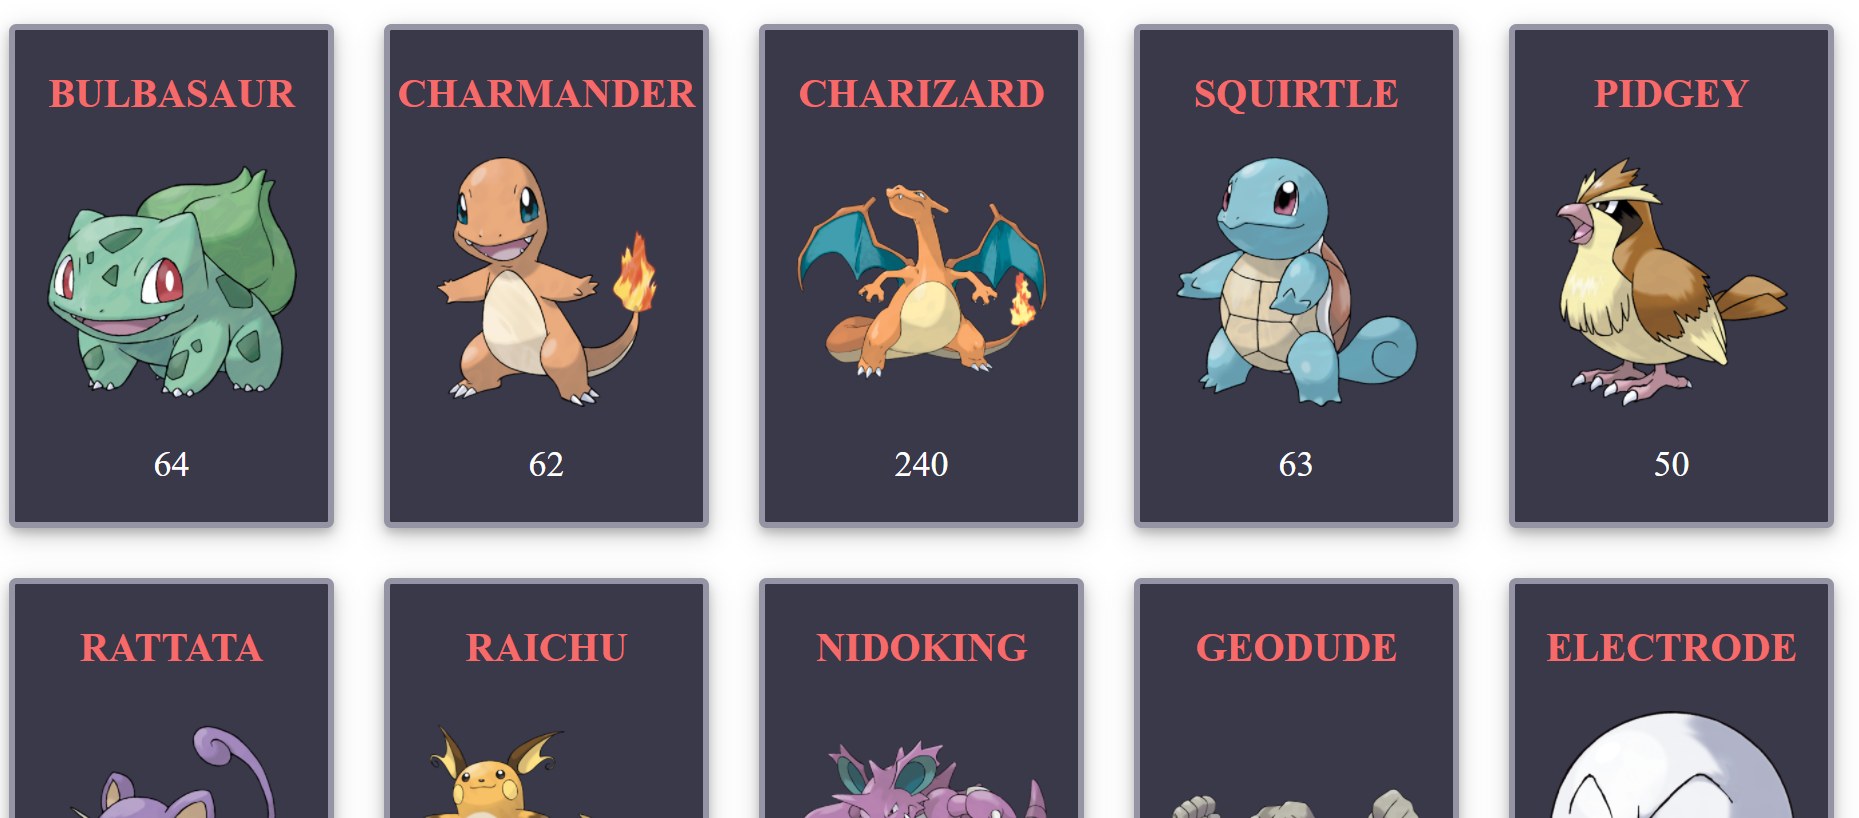 BULBASAUR
CHARMANDER
CHARIZARD
SQUIRTLE
PIDGEY
64
62
240
63
50
RATTATA
RAICHU
NIDOKING
GEODUDE
ELECTRODE